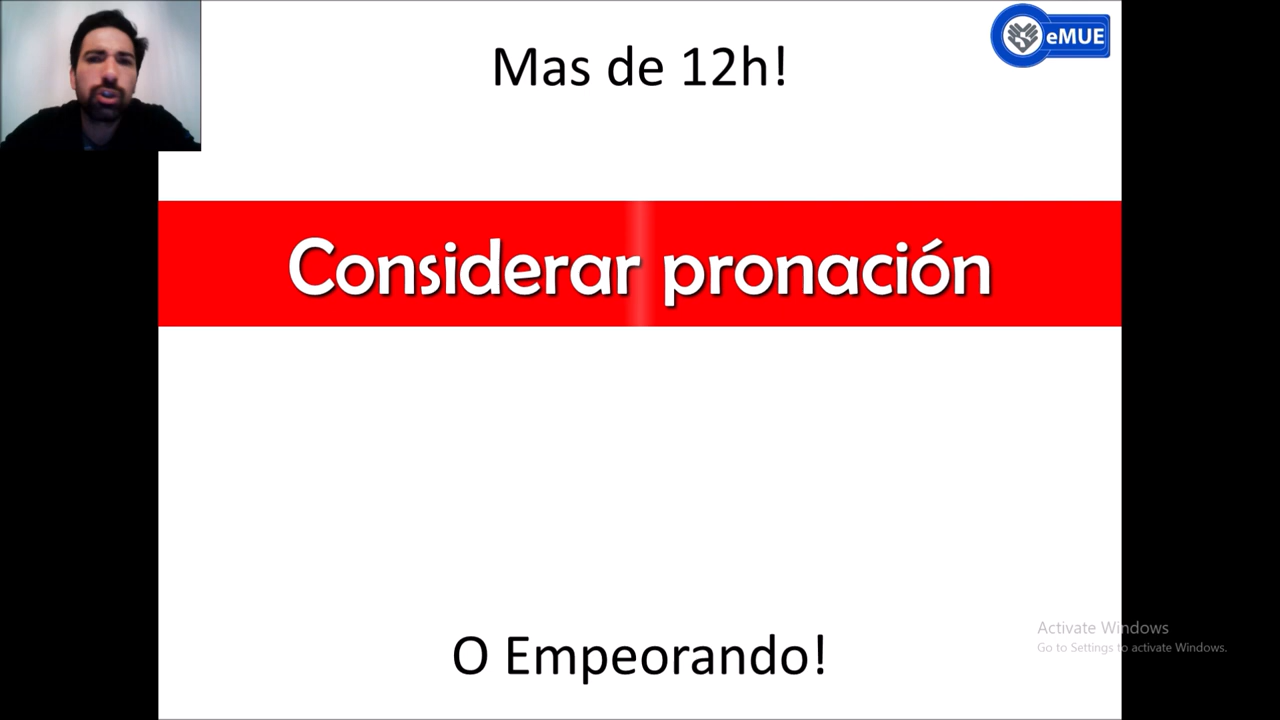 Mas de 12h!
eMUE
Considerar pronación
O Empeorando!
Activate Windows
Go to Settings to activate Windows.